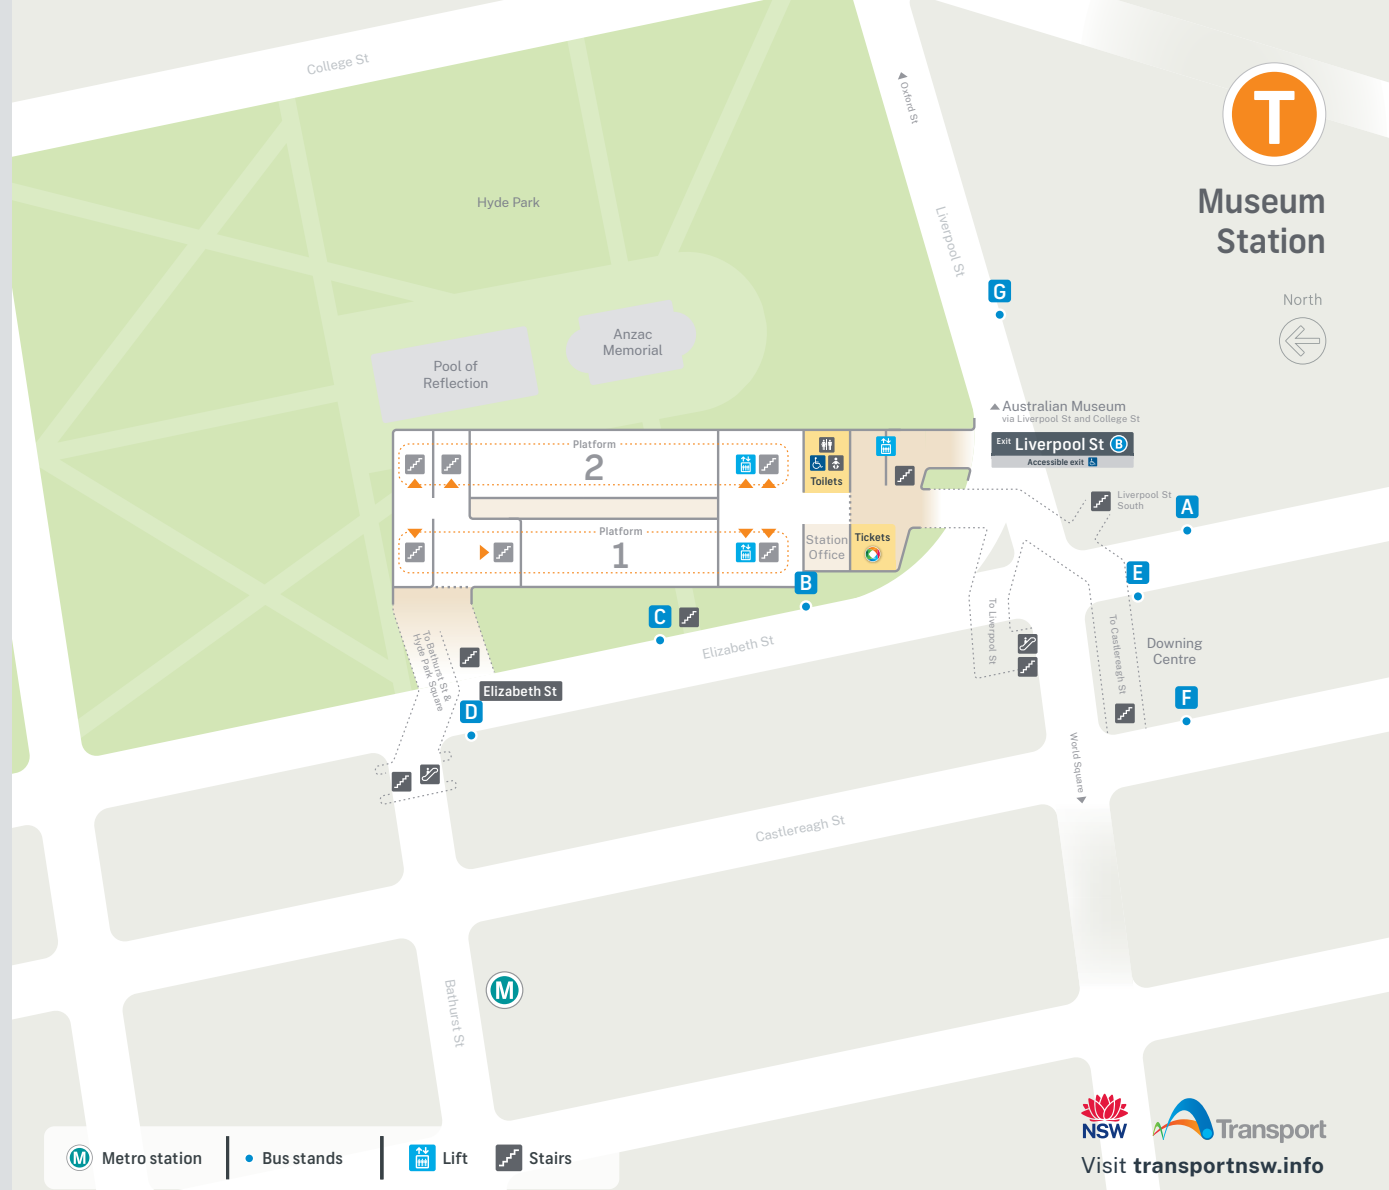 College St
Oxford St
T
Museum
Station
Hyde Park
Liverpool St
G
North
Anzac
Memorial
Pool of
Reflection
Australian Museum
via Liverpool St and College St
Exit Liverpool St B
Accessible exit
Platform
2
Toilets
Liverpool St
South
A
Platform
1
Station
Office
Tickets
E
B
C
Elizabeth St
To Liverpool St
To Castlereagh St
Downing
Centre
To Bathurst St &
Hyde Park Square
Elizabeth St
D
F
World Square
Castlereagh St
M
Bathurst St
M Metro station
Bus stands
Lift
Stairs
NSW
Transport
Visit transportnsw.info